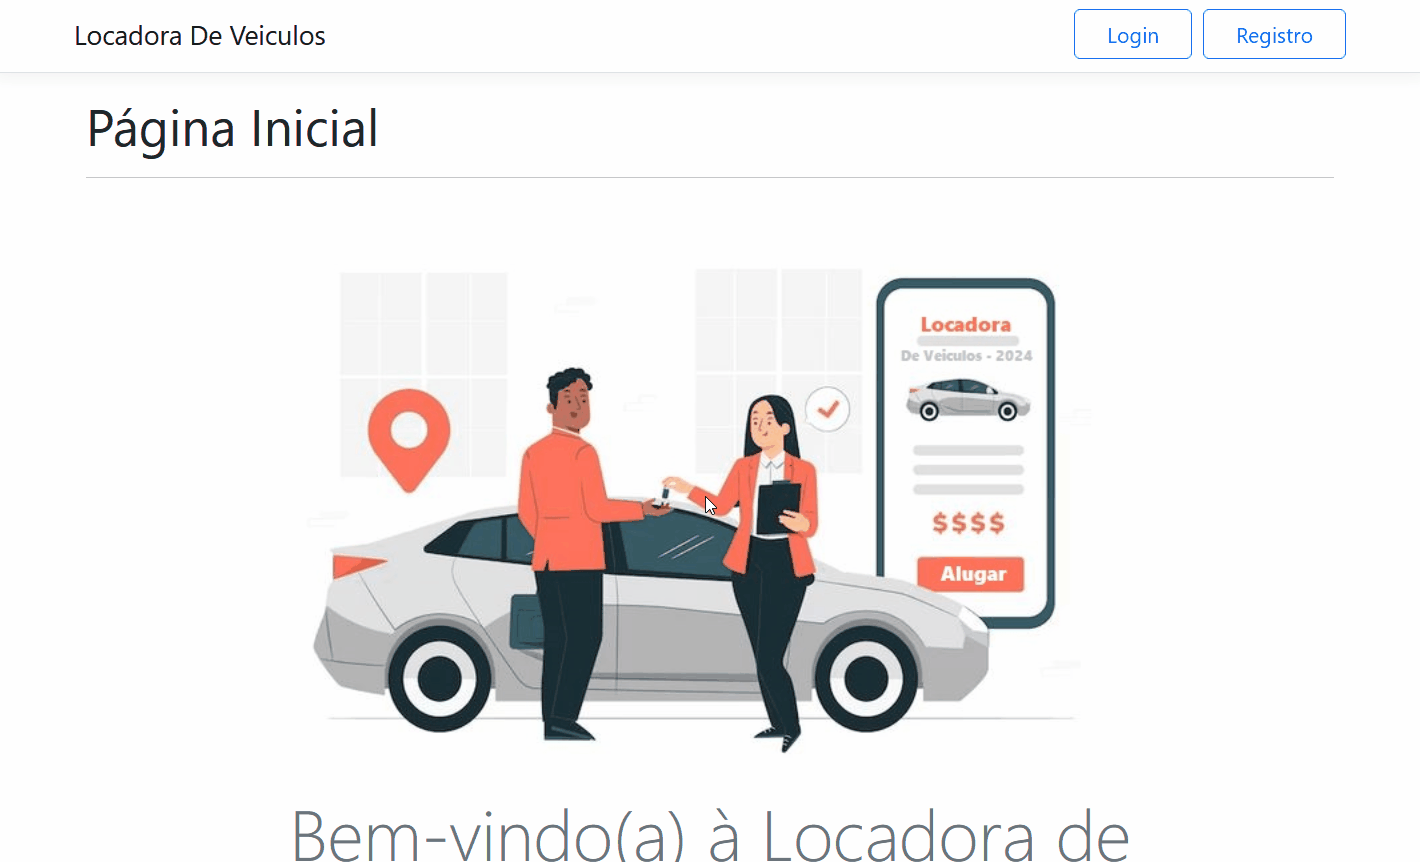 Locadora De Veiculos
Login
Registro
Página Inicial
Locadora
De Veiculos - 2024
$$$$
Alugar
Bem-vindo(a) à Locadora de